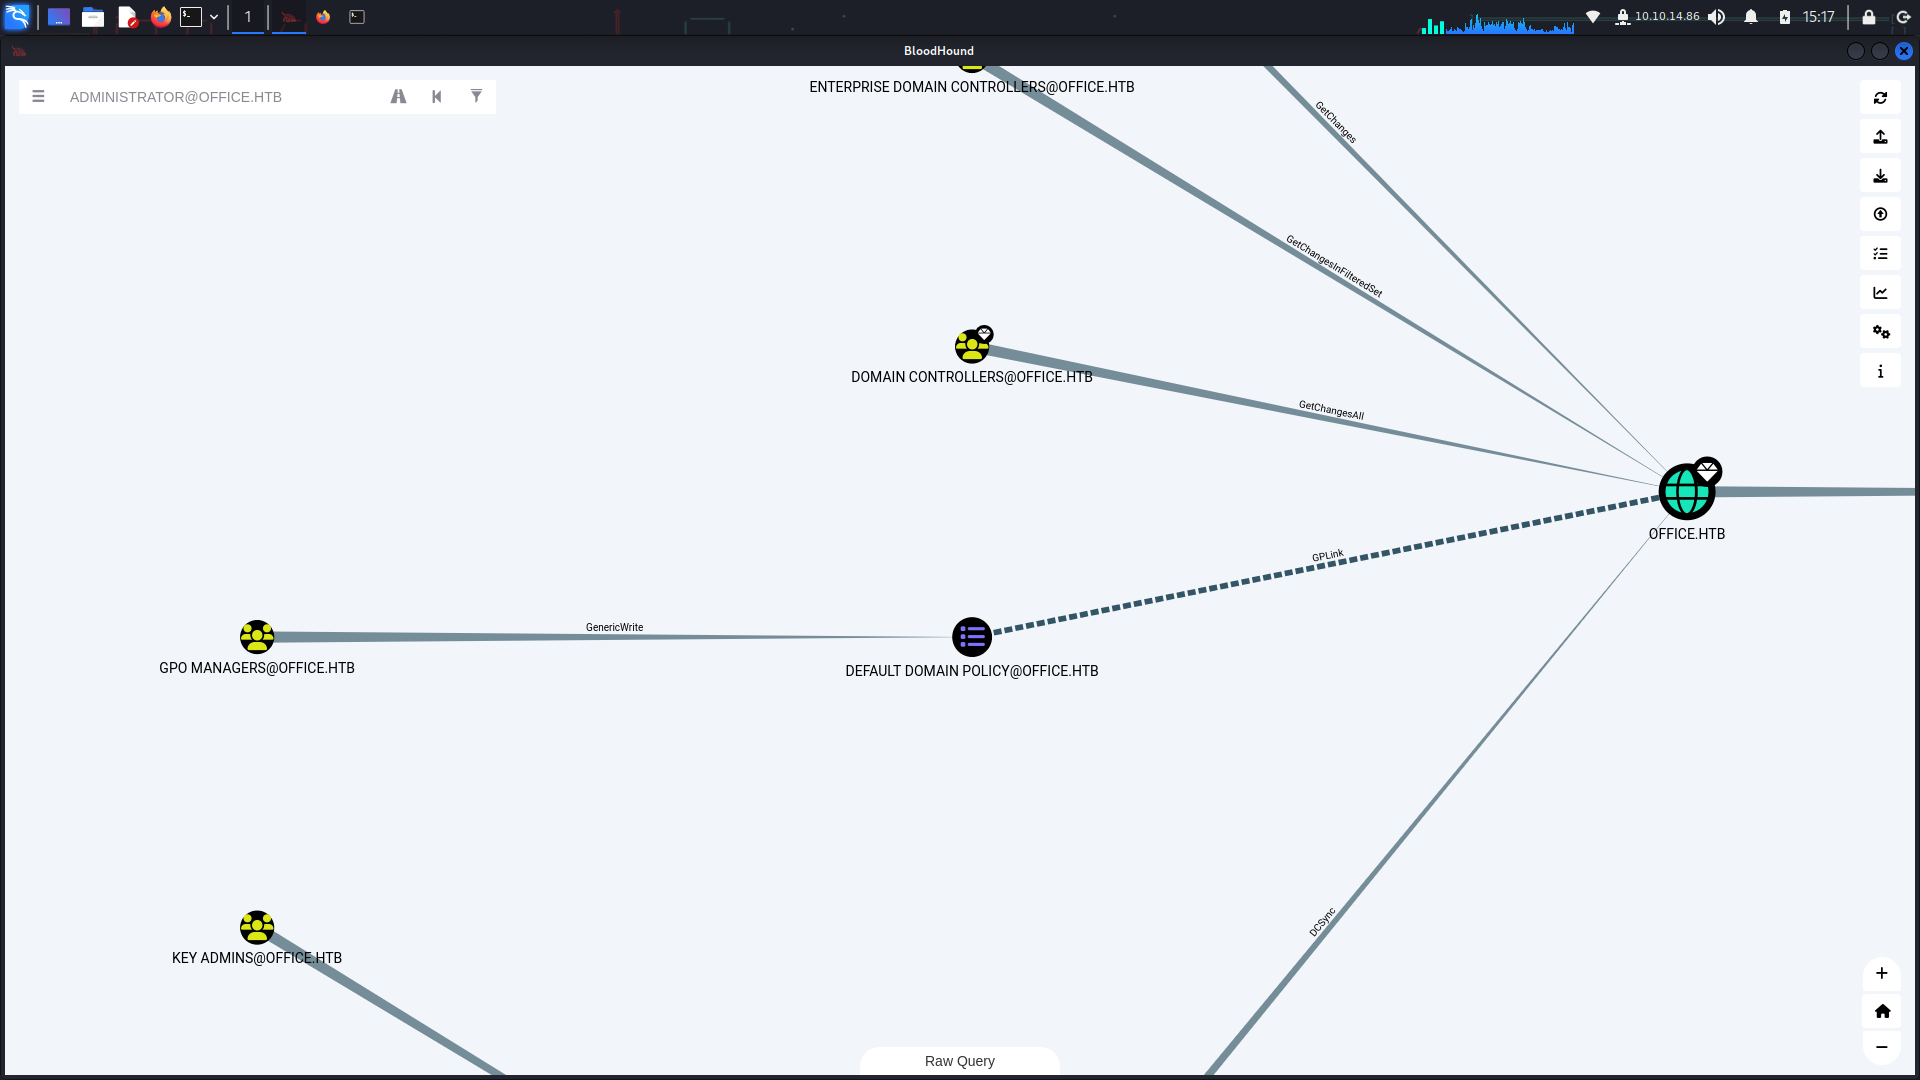 1
10.10.14.86
15:17
BloodHound
ADMINISTRATOR@OFFICE.HTB
ENTERPRISE DOMAIN CONTROLLERS@OFFICE.HTB
GetChanges
GetChangesInFilteredSet
DOMAIN CONTROLLERS@OFFICE.HTB
GetChangesAll
OFFICE.HTB
GPLink
GenericWrite
GPO MANAGERS@OFFICE.HTB
DEFAULT DOMAIN POLICY@OFFICE.HTB
DCSync
KEY ADMINS@OFFICE.HTB
Raw Query